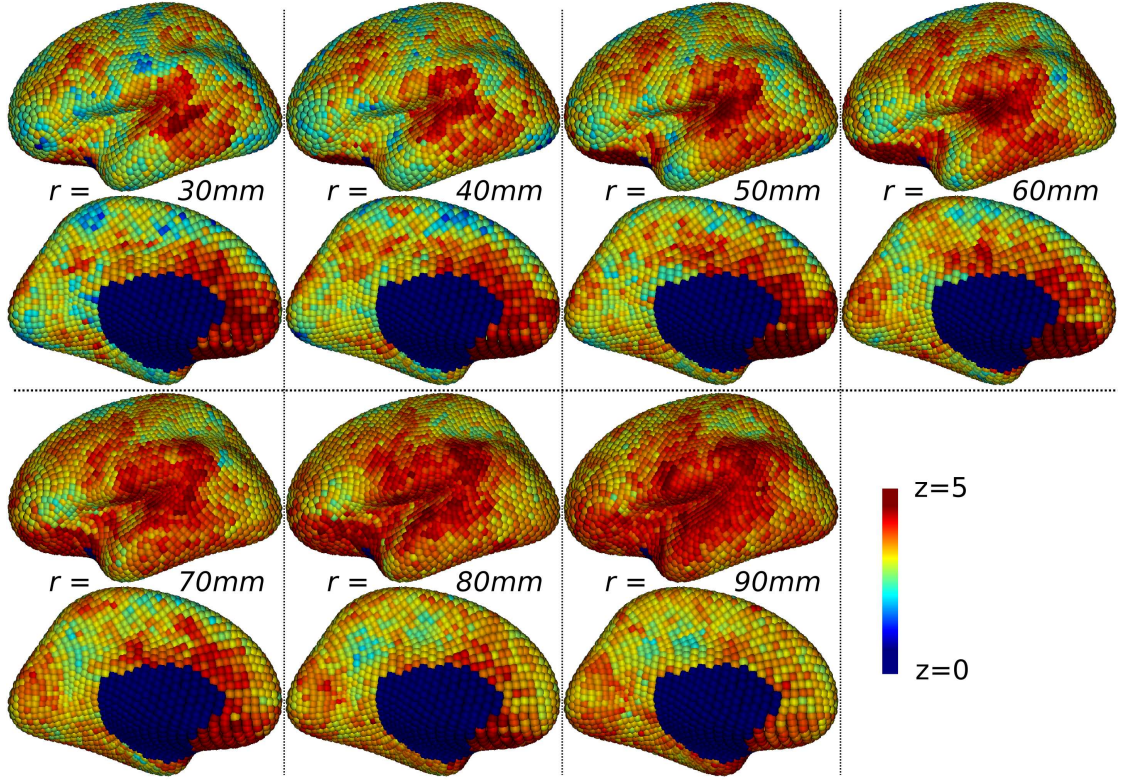 r = 30mm
r = 40mm
r = 50mm
r = 60mm
r = 70mm
r = 80mm
r = 90mm
z=5
z=0